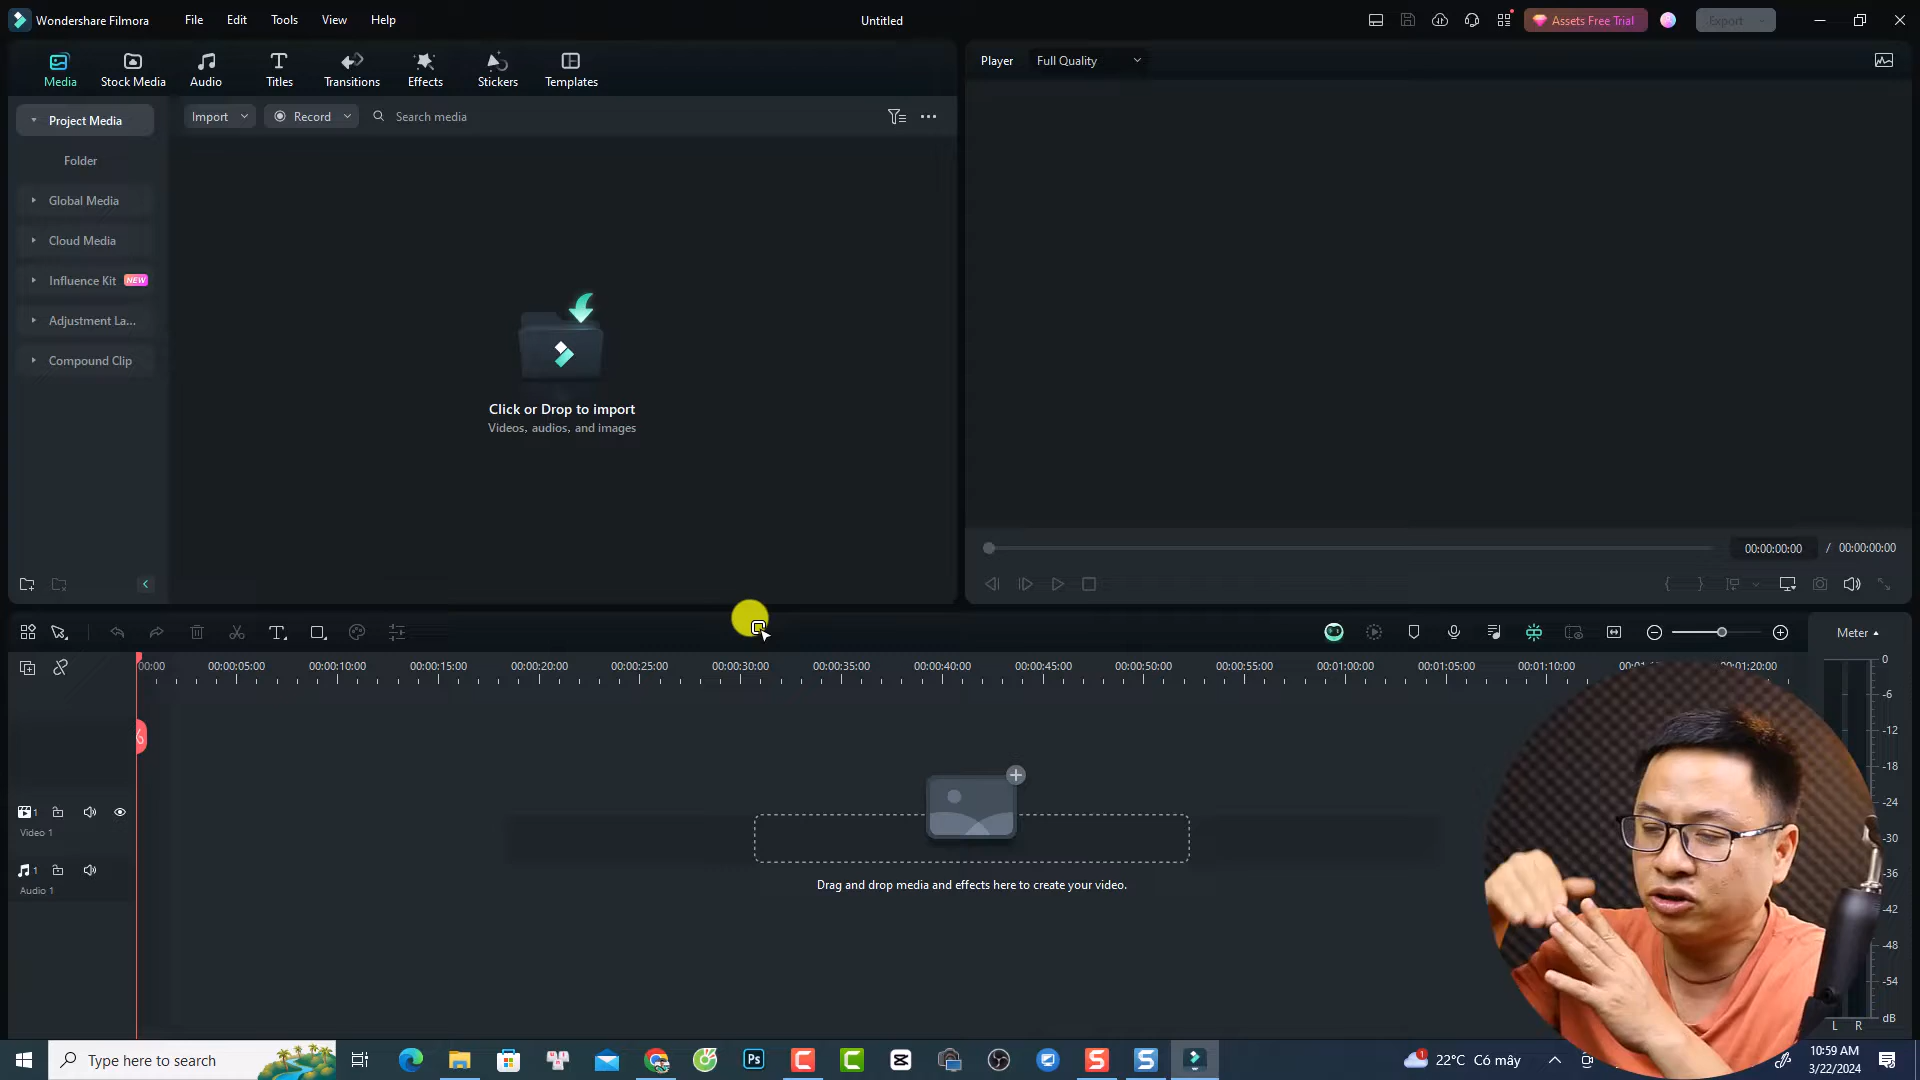 Wondershare Filmora File Edit Tools View Help Untitled Assets Free Trial Export
Media Stock Media Audio Titles Transitions Effects Stickers Templates
Player Full Quality
Project Media
Import Record Search media
Folder
Global Media
Cloud Media
Influence Kit NEW
Adjustment La...
Compound Clip
Click or Drop to import
Videos, audios, and images
00:00:00:00 / 00:00:00:00
Meter
00:00 00:00:05:00 00:00:10:00 00:00:15:00 00:00:20:00 00:00:25:00 00:00:30:00 00:00:35:00 00:00:40:00 00:00:45:00 00:00:50:00 00:00:55:00 00:01:00:00 00:01:05:00 00:01:10:00 00:01:20:00
0
-6
-12
-18
-24
-30
-36
-42
-48
-54
dB
L R
1
Video 1
1
Audio 1
Drag and drop media and effects here to create your video.
Type here to search
Ps
1
22°C Có mây
10:59 AM
3/22/2024